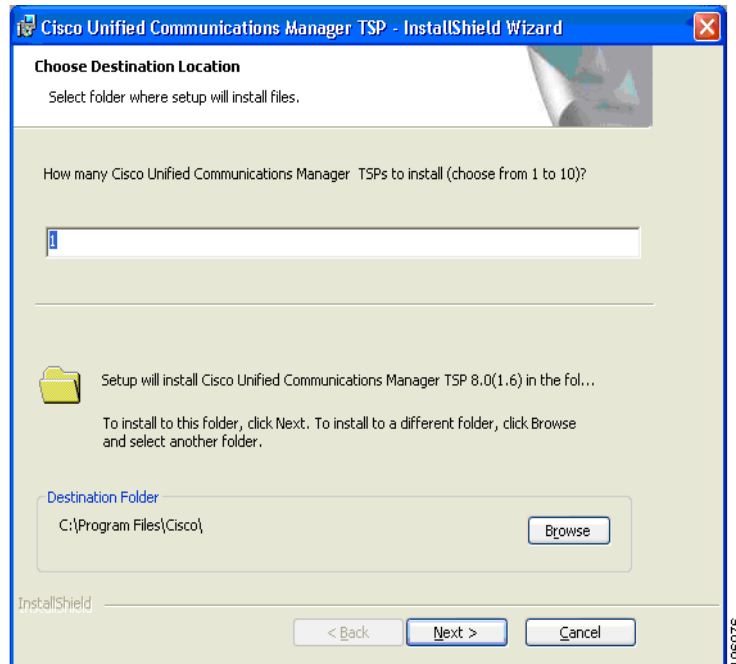 Cisco Unified Communications Manager TSP - InstallShield Wizard
Choose Destination Location
Select folder where setup will install files.
How many Cisco Unified Communications Manager TSPs to install (choose from 1 to 10)?
1
Setup will install Cisco Unified Communications Manager TSP 8.0(1.6) in the fol...
To install to this folder, click Next. To install to a different folder, click Browse
and select another folder.
Destination Folder
C:\Program Files\Cisco\
Browse
InstallShield
< Back
Next >
Cancel